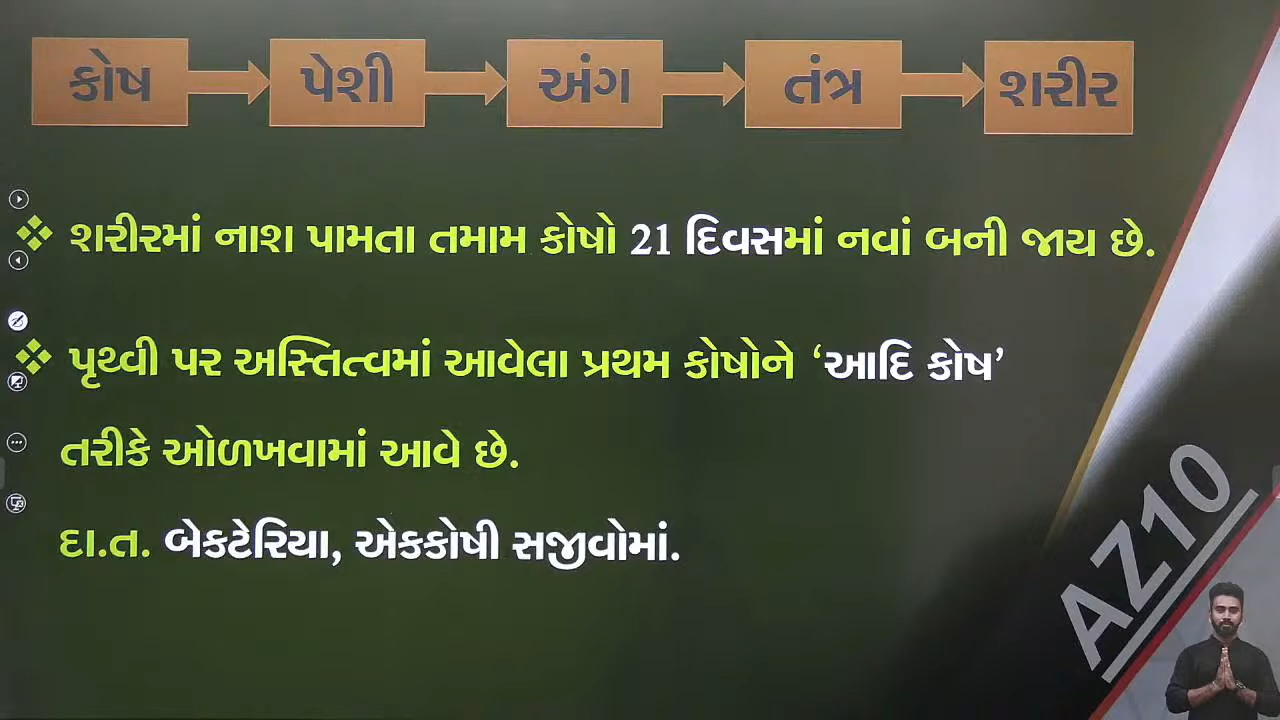 કોષ પેશી અંગ તંત્ર શરીર
શરીરમાં નાશ પામતા તમામ કોષો 21 દિવસમાં નવાં બની જાય છે.
પૃથ્વી પર અસ્તિત્વમાં આવેલા પ્રથમ કોષોને ‘આદિ કોષ’
તરીકે ઓળખવામાં આવે છે.
દા.ત. બેકટેરિયા, એકકોષી સજીવોમાં.
AZ10